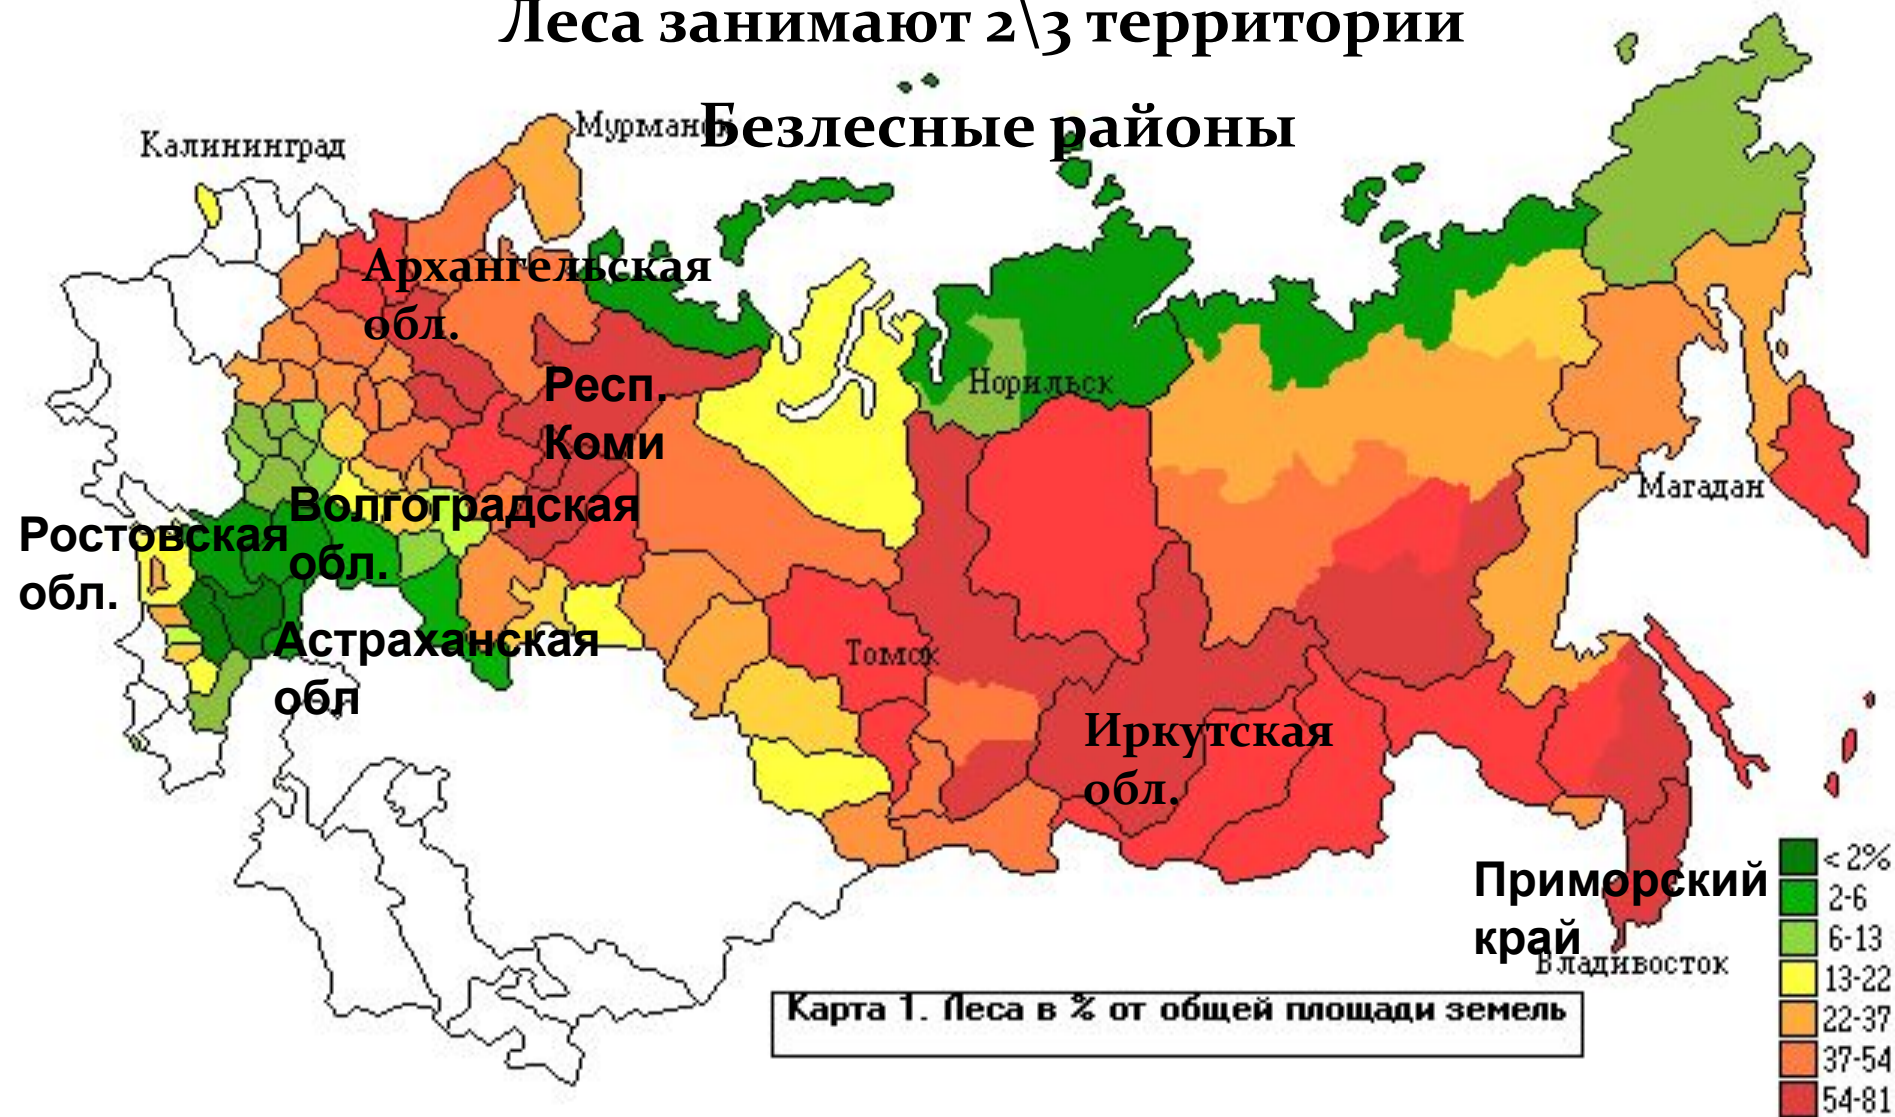 Леса занимают 2\3 территории
Безлесные районы
Мурманск
Калининград
Архангельская
обл.
Респ.
Коми
Норильск
Магадан
Волгоградская
обл.
Ростовская
обл.
Астраханская
обл
Томск
Иркутская
обл.
Приморский
край
Владивосток
Карта 1. Леса в % от общей площади земель
<2%
2-6
6-13
13-22
22-37
37-54
54-81